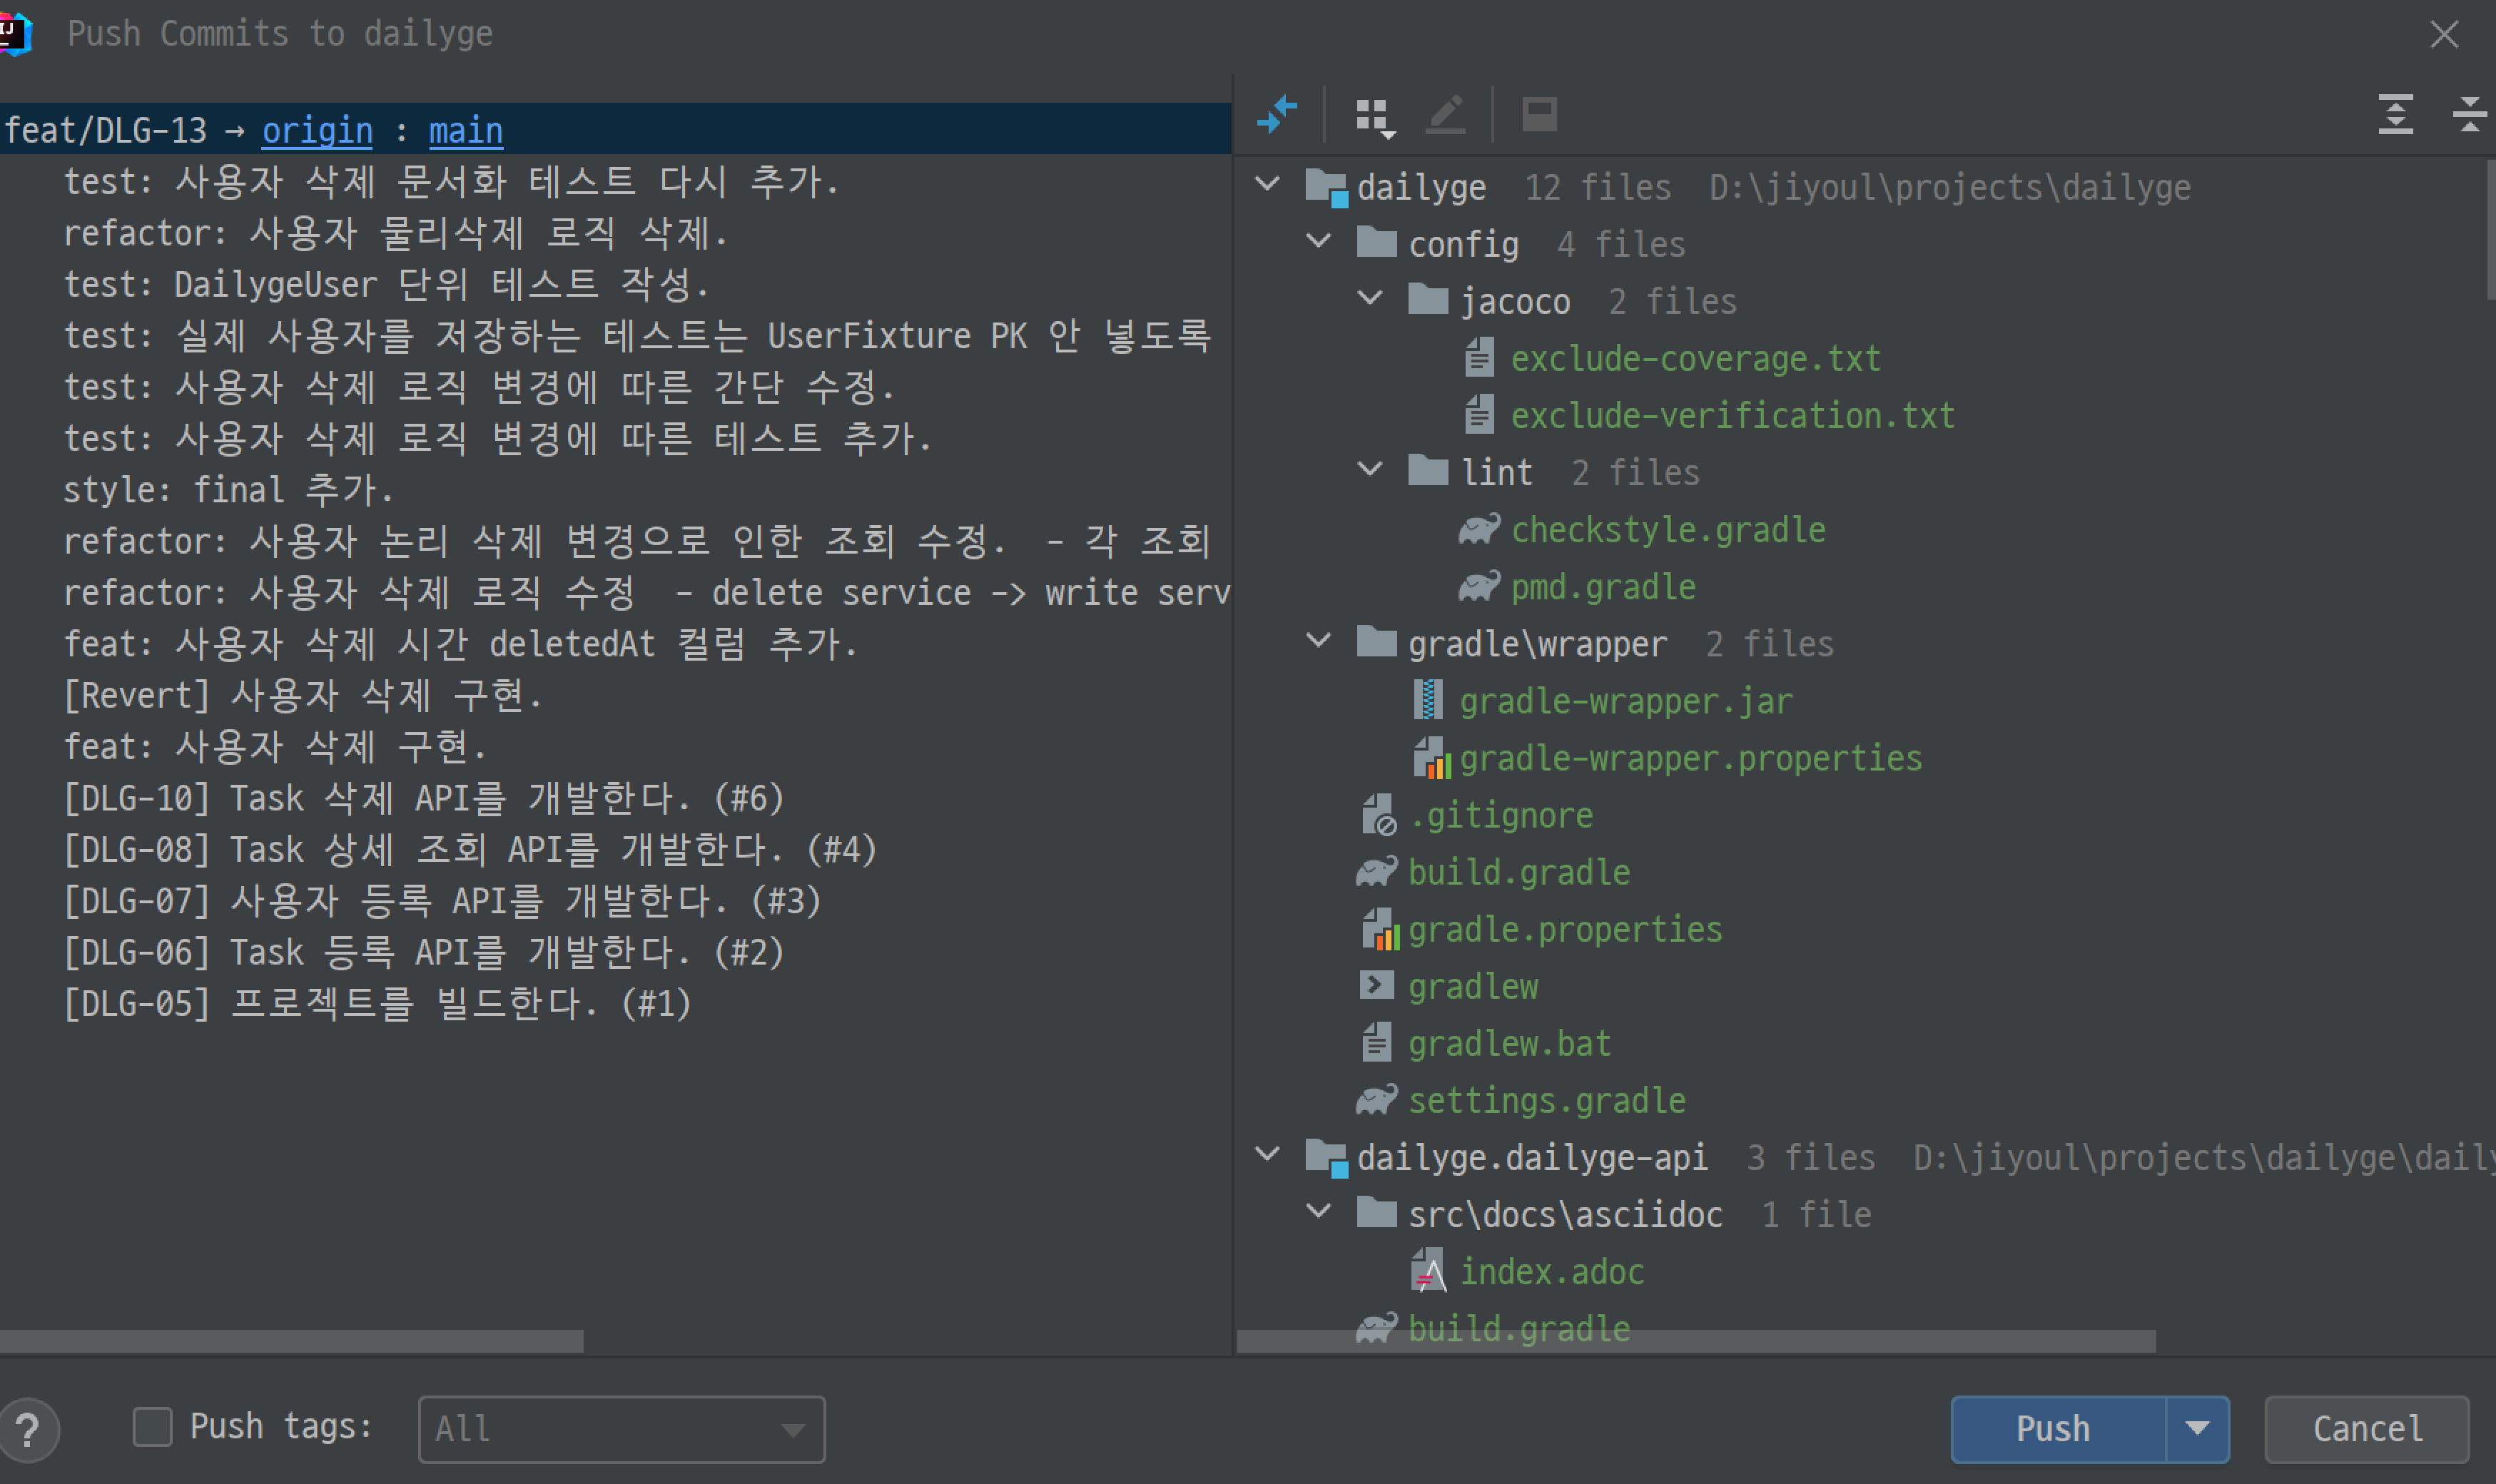 Push Commits to dailyge
feat/DLG-13 → origin : main
test: 사용자 삭제 문서화 테스트 다시 추가.
refactor: 사용자 물리삭제 로직 삭제.
test: DailygeUser 단위 테스트 작성.
test: 실제 사용자를 저장하는 테스트는 UserFixture PK 안 넣도록
test: 사용자 삭제 로직 변경에 따른 간단 수정.
test: 사용자 삭제 로직 변경에 따른 테스트 추가.
style: final 추가.
refactor: 사용자 논리 삭제 변경으로 인한 조회 수정.  - 각 조회
refactor: 사용자 삭제 로직 수정  - delete service -> write serv
feat: 사용자 삭제 시간 deletedAt 컬럼 추가.
[Revert] 사용자 삭제 구현.
feat: 사용자 삭제 구현.
[DLG-10] Task 삭제 API를 개발한다. (#6)
[DLG-08] Task 상세 조회 API를 개발한다. (#4)
[DLG-07] 사용자 등록 API를 개발한다. (#3)
[DLG-06] Task 등록 API를 개발한다. (#2)
[DLG-05] 프로젝트를 빌드한다. (#1)
dailyge 12 files D:\jiyoul\projects\dailyge
config 4 files
jacoco 2 files
exclude-coverage.txt
exclude-verification.txt
lint 2 files
checkstyle.gradle
pmd.gradle
gradle\wrapper 2 files
gradle-wrapper.jar
gradle-wrapper.properties
.gitignore
build.gradle
gradle.properties
gradlew
gradlew.bat
settings.gradle
dailyge.dailyge-api 3 files D:\jiyoul\projects\dailyge\daily
src\docs\asciidoc 1 file
index.adoc
build.gradle
? Push tags: All Push Cancel